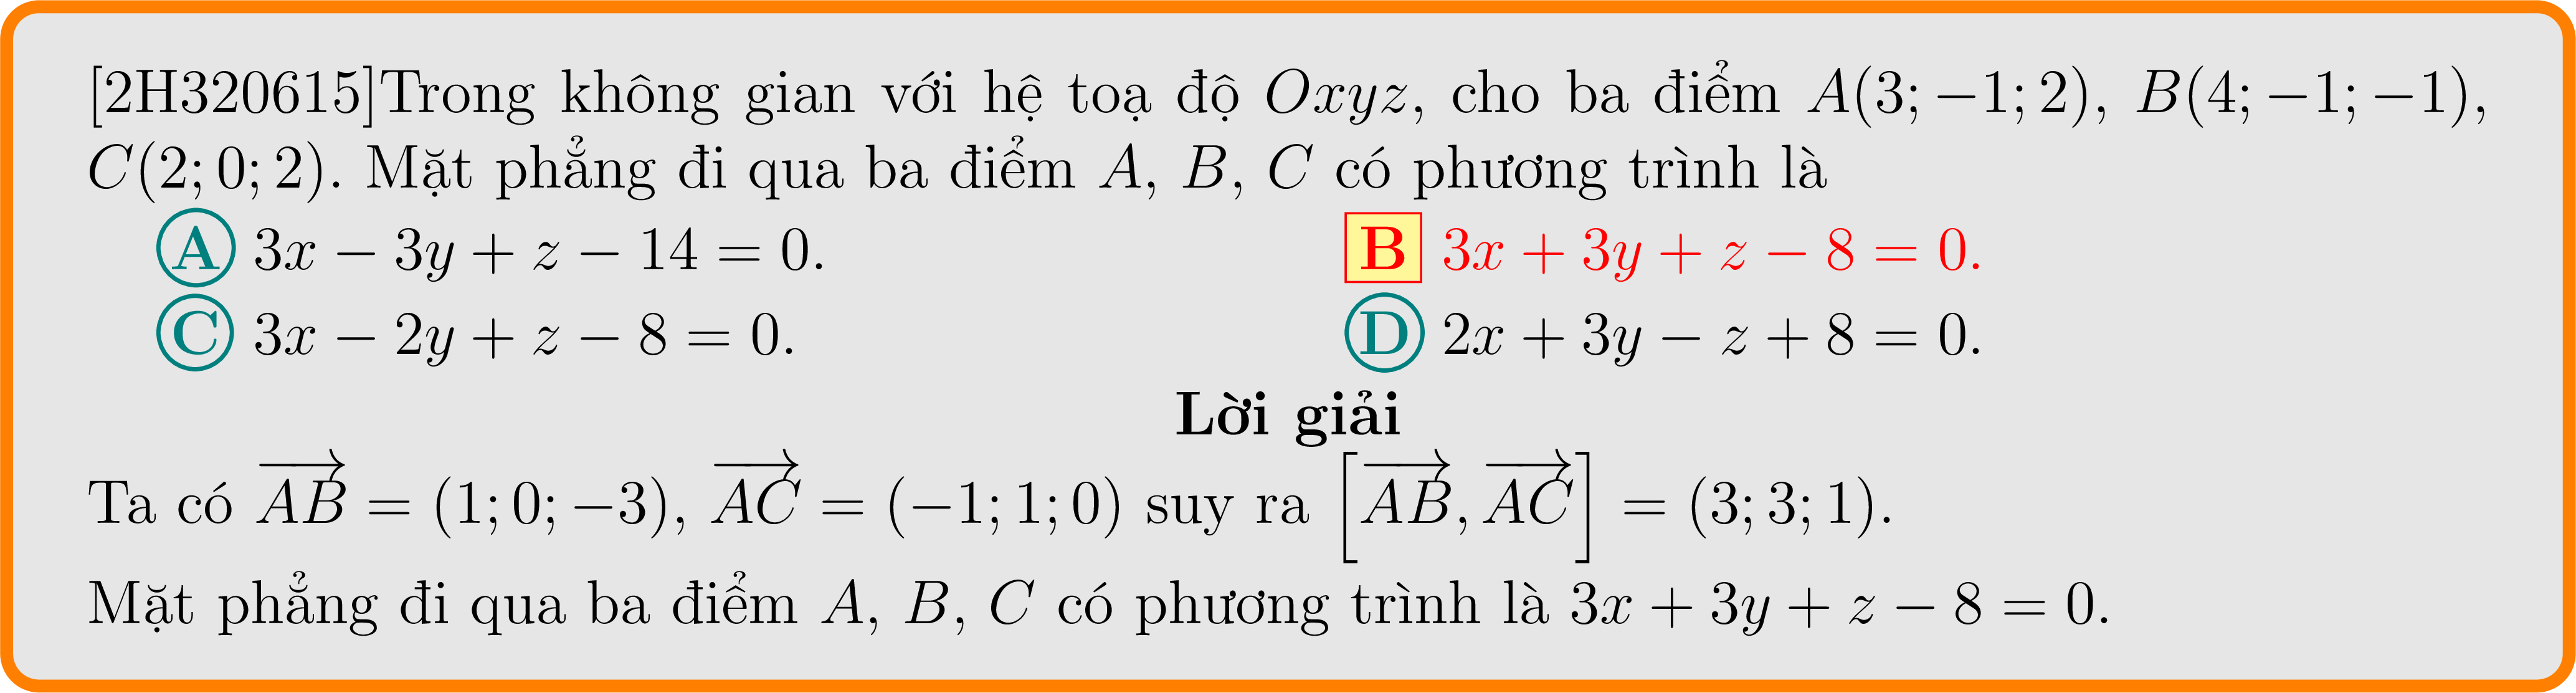 [2H320615]Trong không gian với hệ toạ độ Oxyz, cho ba điểm A(3; −1; 2), B(4; −1; −1),
C(2; 0; 2). Mặt phẳng đi qua ba điểm A, B, C có phương trình là
A 3x − 3y + z − 14 = 0. B 3x + 3y + z − 8 = 0.
C 3x − 2y + z − 8 = 0. D 2x + 3y − z + 8 = 0.
Lời giải
Ta có \overrightarrow{AB} = (1; 0; −3), \overrightarrow{AC} = (−1; 1; 0) suy ra [\overrightarrow{AB}, \overrightarrow{AC}] = (3; 3; 1).
Mặt phẳng đi qua ba điểm A, B, C có phương trình là 3x + 3y + z − 8 = 0.